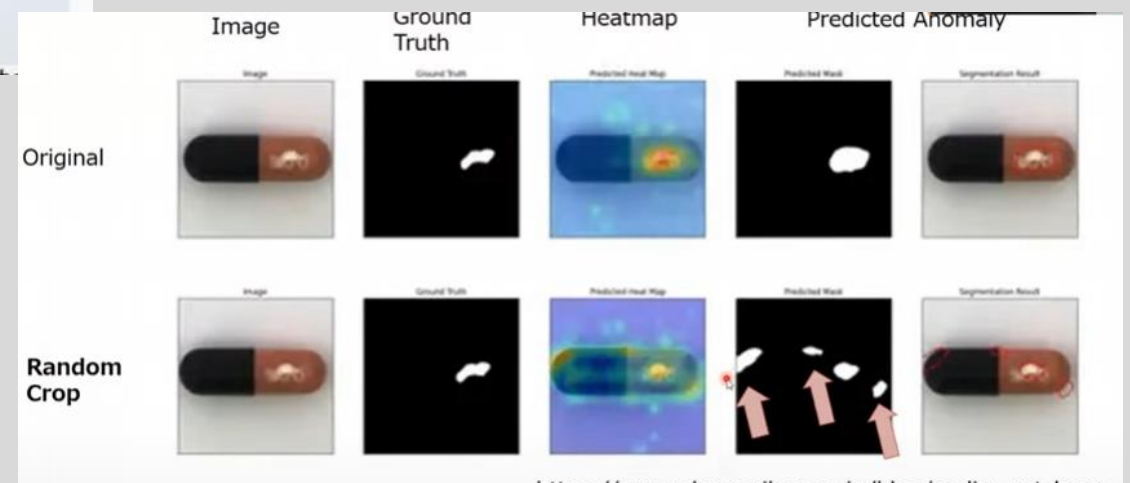 Image
Ground
Truth
Heatmap
Predicted Anomaly
Image
Ground Truth
Predicted Heat Map
Predicted Mask
Segmentation Result
Original
Image
Ground Truth
Predicted Heat Map
Predicted Mask
Segmentation Result
Random
Crop